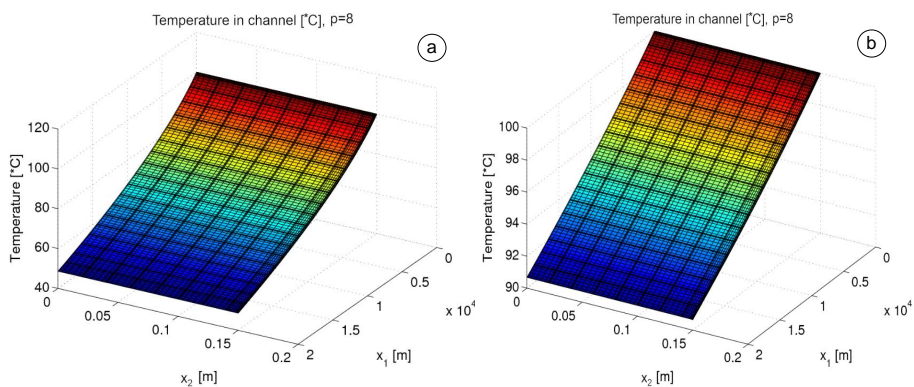 Temperature in channel [°C], p=8
a
120
100
80
60
40
Temperature [°C]
0
0.05
0.1
0.15
0.2
x2 [m]
0
0.5
1
1.5
2
x 10^4
x1 [m]
Temperature in channel [°C], p=8
b
100
98
96
94
92
90
Temperature [°C]
0
0.05
0.1
0.15
0.2
x2 [m]
0
0.5
1
1.5
2
x 10^4
x1 [m]